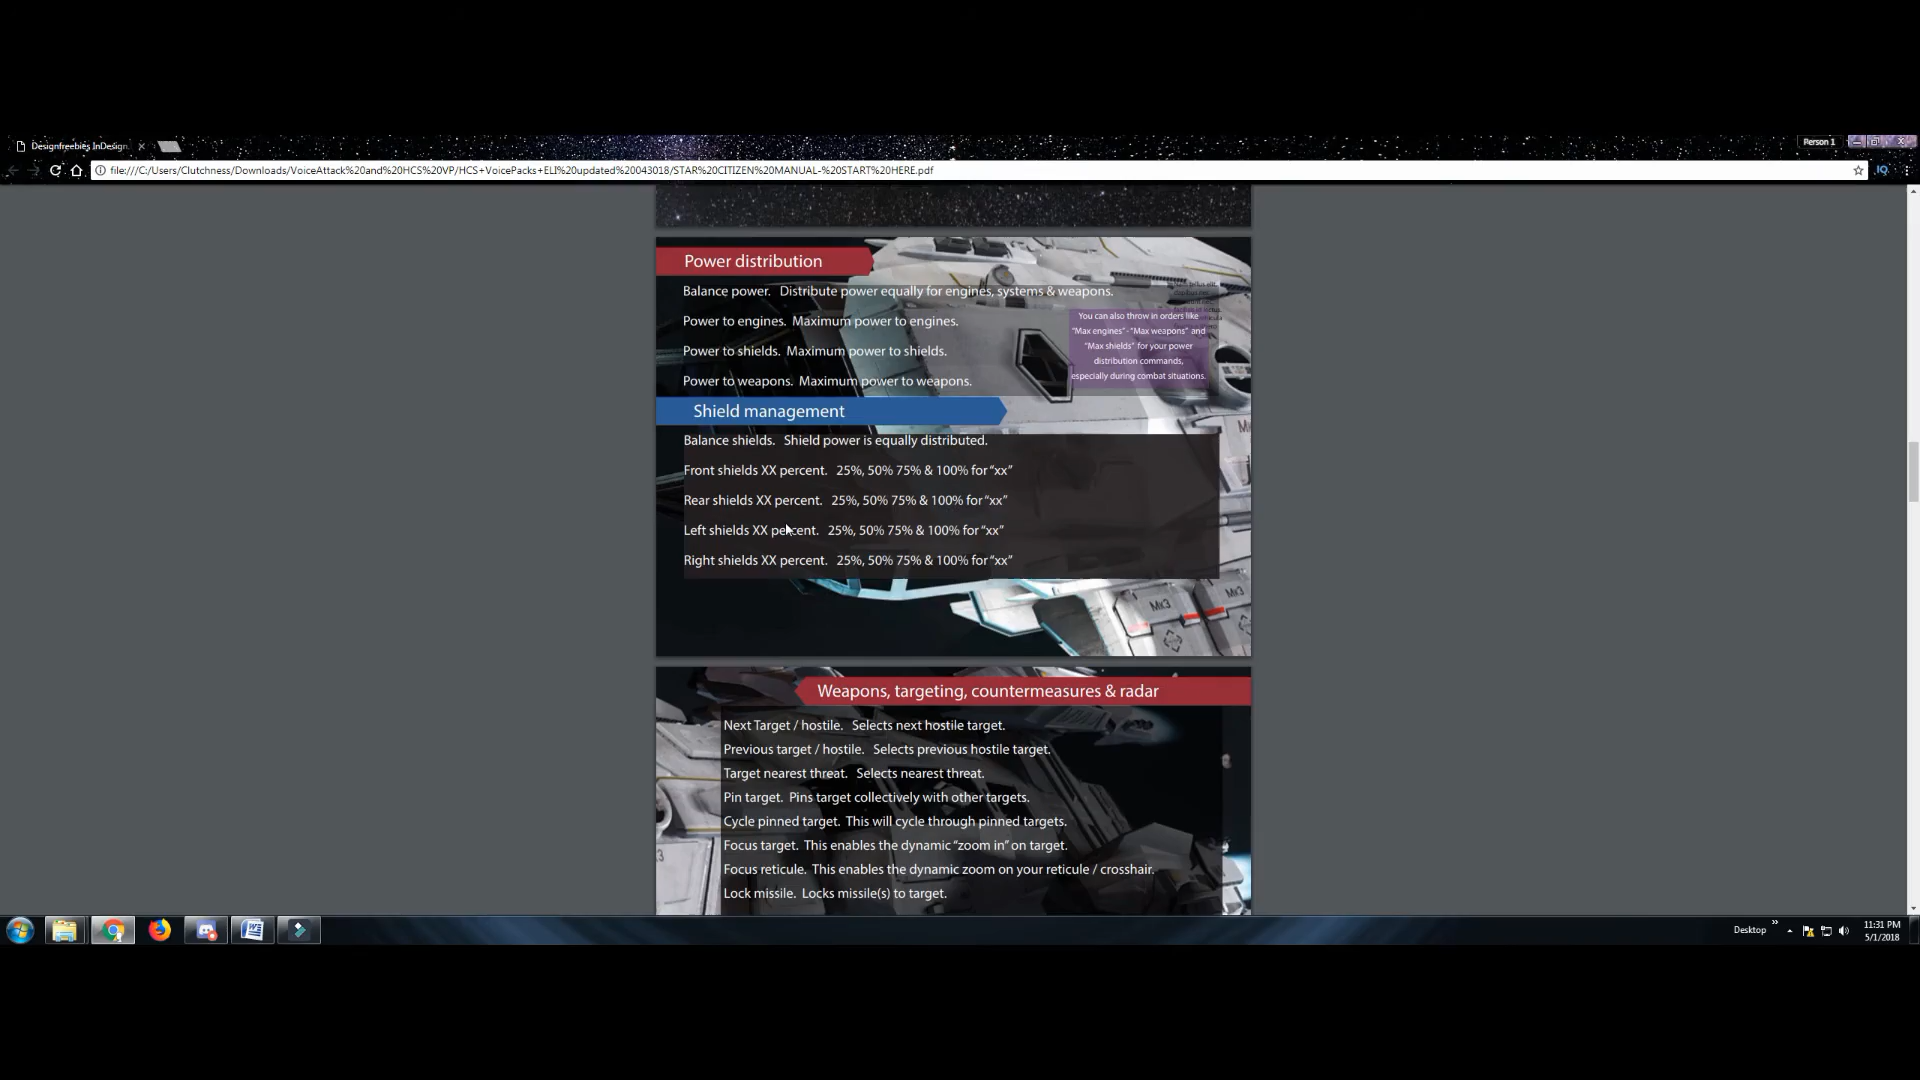 Designfreebies InDesign
Person 1
file:///C:/Users/Clutchness/Downloads/VoiceAttack%20and%20HCS%20VP/HCS+VoicePacks+ELI%20updated%20043018/STAR%20CITIZEN%20MANUAL-%20START%20HERE.pdf
IQ
Power distribution
Balance power. Distribute power equally for engines, systems & weapons.
Power to engines. Maximum power to engines.
Power to shields. Maximum power to shields.
Power to weapons. Maximum power to weapons.
You can also throw in orders like
"Max engines"- "Max weapons" and
"Max shields" for your power
distribution commands,
especially during combat situations.
Shield management
Balance shields. Shield power is equally distributed.
Front shields XX percent. 25%, 50% 75% & 100% for "xx"
Rear shields XX percent. 25%, 50% 75% & 100% for "xx"
Left shields XX percent. 25%, 50% 75% & 100% for "xx"
Right shields XX percent. 25%, 50% 75% & 100% for "xx"
Mk3
Mk3
Weapons, targeting, countermeasures & radar
Next Target / hostile. Selects next hostile target.
Previous target / hostile. Selects previous hostile target.
Target nearest threat. Selects nearest threat.
Pin target. Pins target collectively with other targets.
Cycle pinned target. This will cycle through pinned targets.
Focus target. This enables the dynamic "zoom in" on target.
Focus reticule. This enables the dynamic zoom on your reticule / crosshair.
Lock missile. Locks missile(s) to target.
Desktop
11:31 PM
5/1/2018